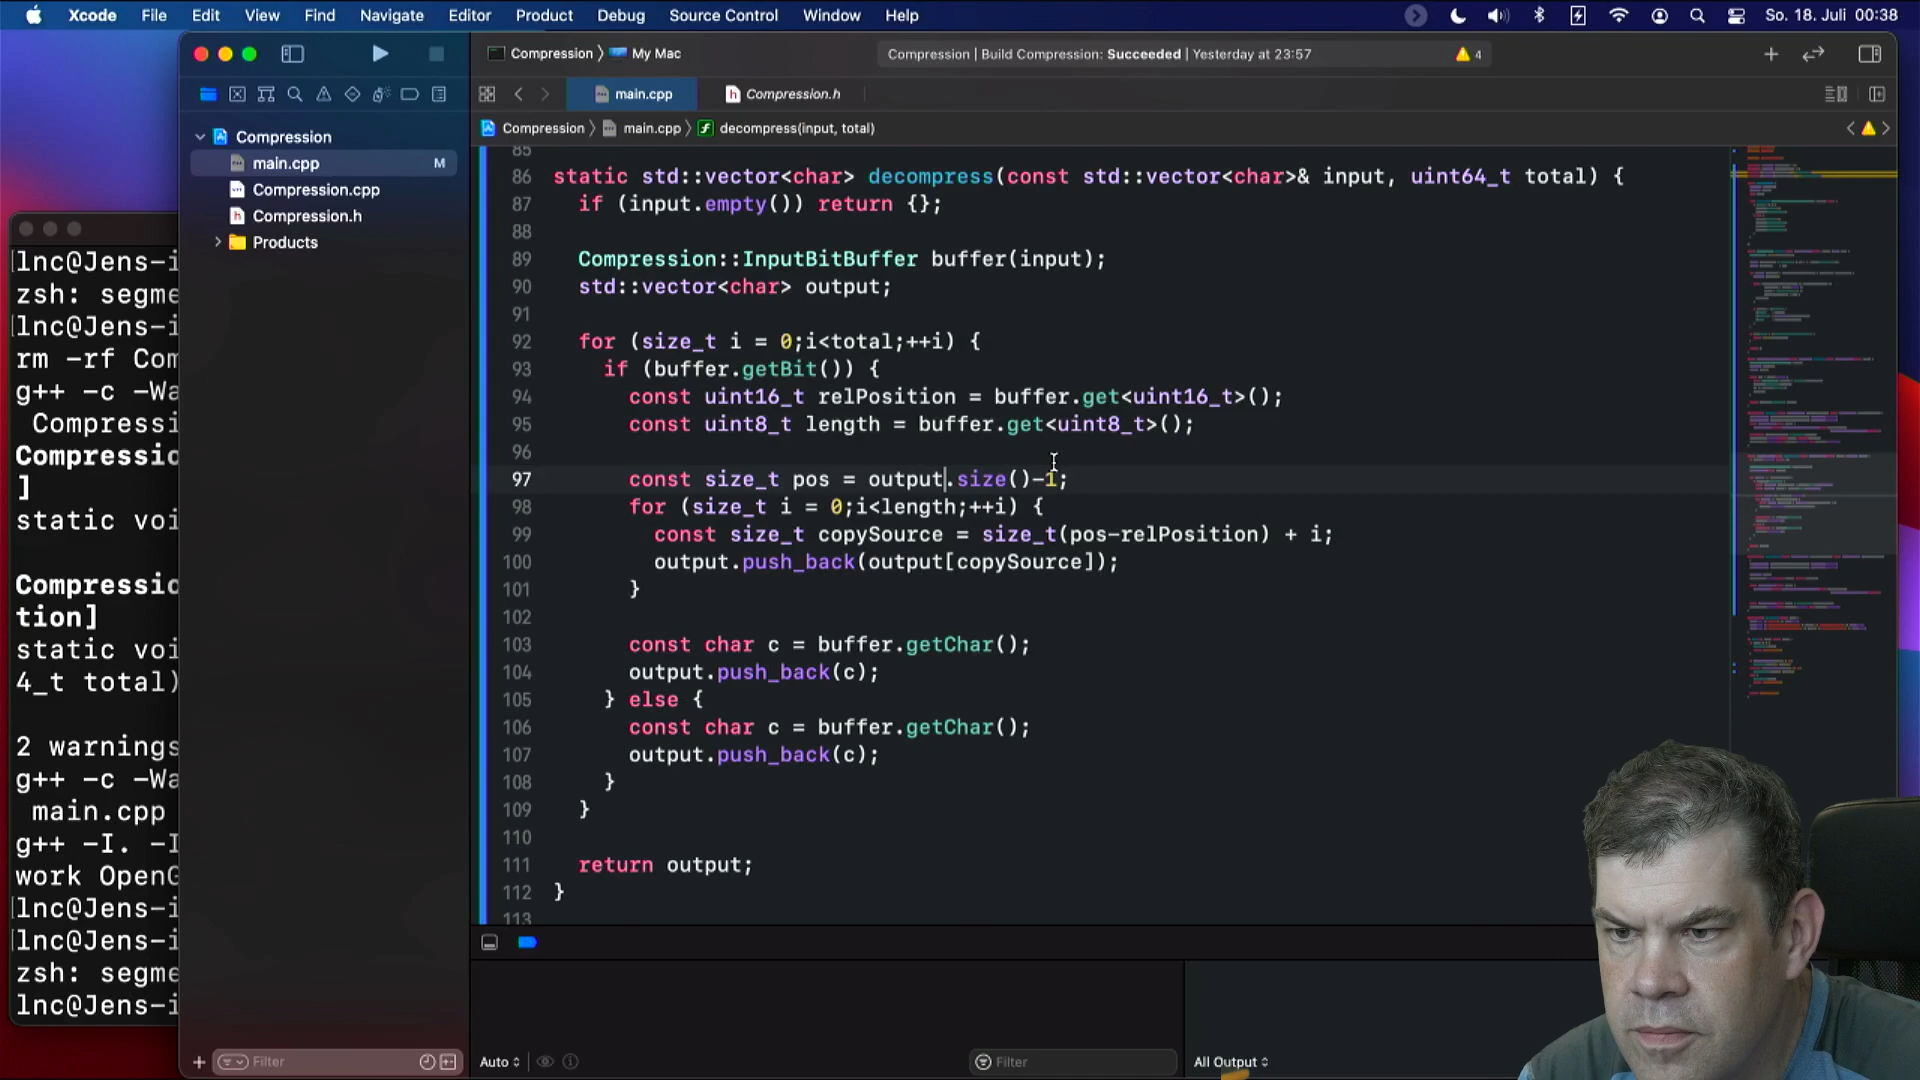 Xcode File Edit View Find Navigate Editor Product Debug Source Control Window Help So. 18. Juli 00:38
Compression 〉 My Mac
Compression | Build Compression: Succeeded | Yesterday at 23:57
4
main.cpp
Compression.h
Compression 〉 main.cpp 〉 decompress(input, total)
Compression
main.cpp M
Compression.cpp
Compression.h
Products
85
86 static std::vector<char> decompress(const std::vector<char>& input, uint64_t total) {
87 if (input.empty()) return {};
88
89 Compression::InputBitBuffer buffer(input);
90 std::vector<char> output;
91
92 for (size_t i = 0;i<total;++i) {
93 if (buffer.getBit()) {
94 const uint16_t relPosition = buffer.get<uint16_t>();
95 const uint8_t length = buffer.get<uint8_t>();
96
97 const size_t pos = output.size()-1;
98 for (size_t i = 0;i<length;++i) {
99 const size_t copySource = size_t(pos-relPosition) + i;
100 output.push_back(output[copySource]);
101 }
102
103 const char c = buffer.getChar();
104 output.push_back(c);
105 } else {
106 const char c = buffer.getChar();
107 output.push_back(c);
108 }
109 }
110
111 return output;
112 }
113
lnc@Jens-i
zsh: segme
lnc@Jens-i
rm -rf Com
g++ -c -Wa
Compressi
Compressio
]
static voi
Compressio
tion]
static voi
4_t total)
2 warnings
g++ -c -Wa
main.cpp
g++ -I. -I
work OpenG
lnc@Jens-i
lnc@Jens-i
zsh: segme
lnc@Jens-i
Filter
Auto
Filter
All Output